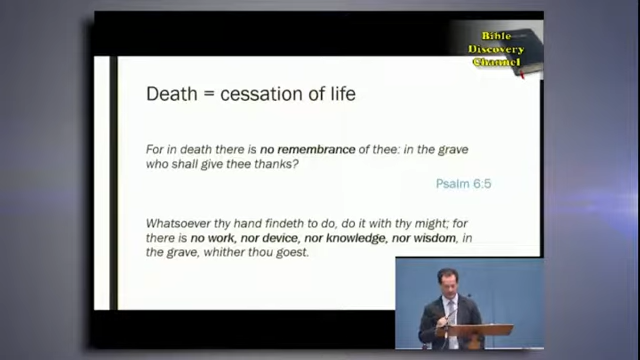 Bible
Discovery
Channel
Death = cessation of life
For in death there is no remembrance of thee: in the grave
who shall give thee thanks?
Psalm 6:5
Whatsoever thy hand findeth to do, do it with thy might; for
there is no work, nor device, nor knowledge, nor wisdom, in
the grave, whither thou goest.